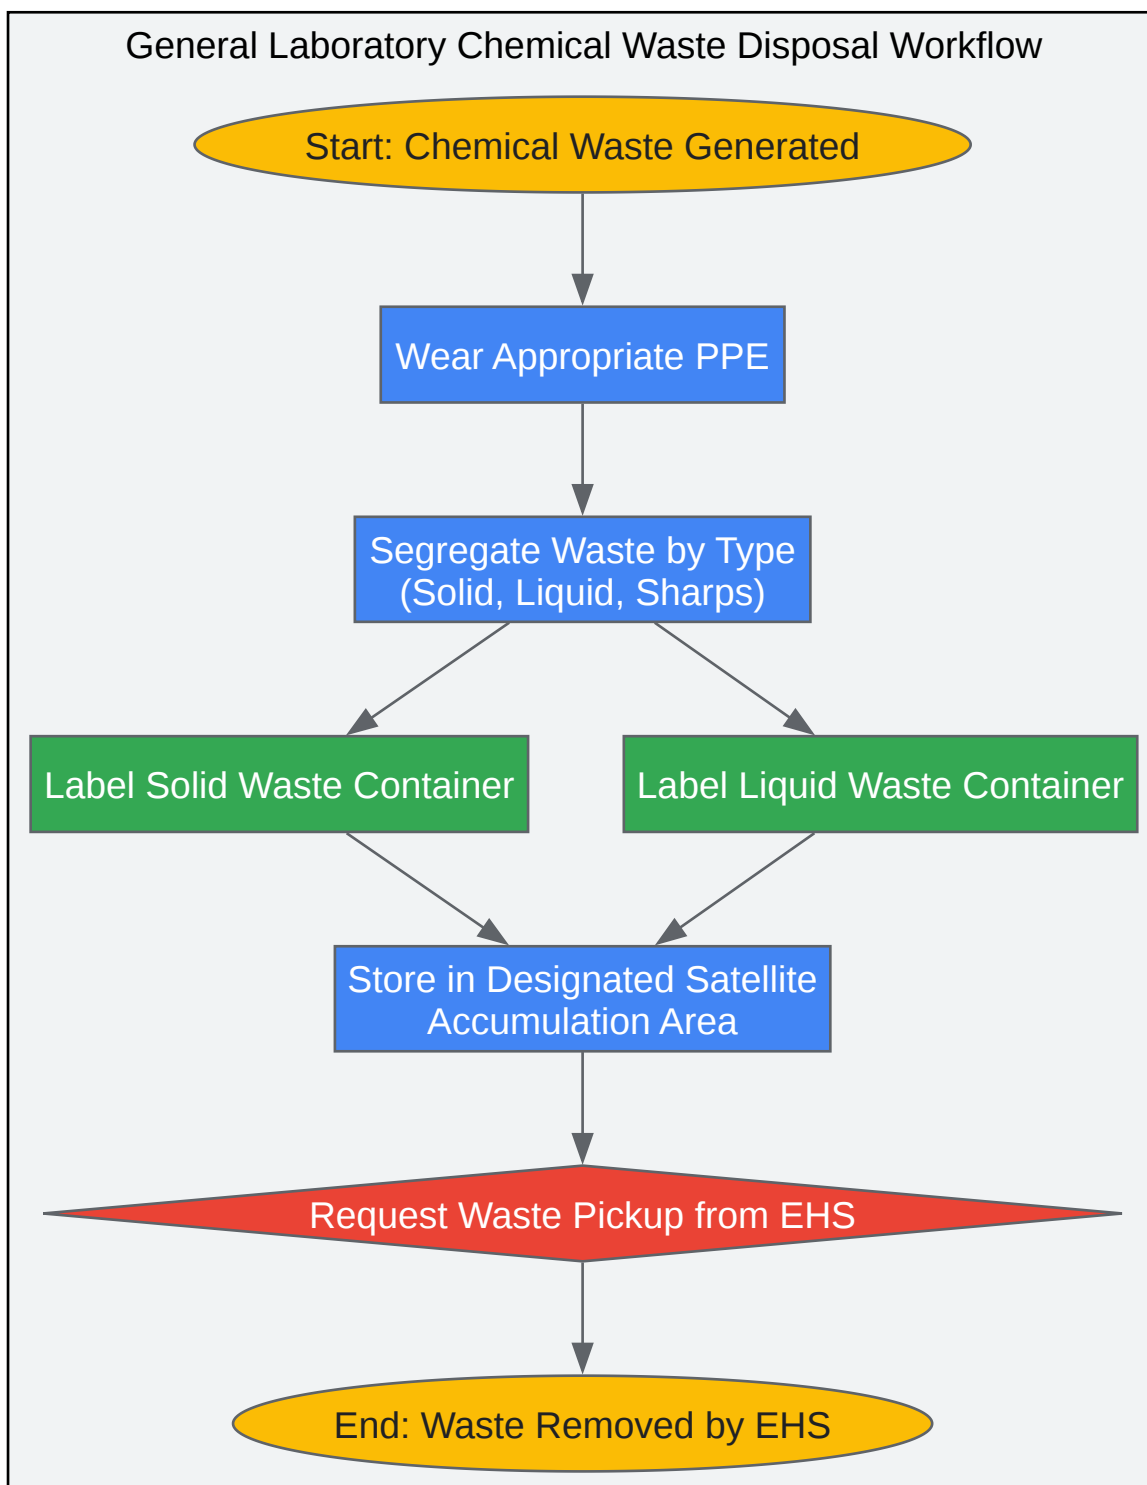 General Laboratory Chemical Waste Disposal Workflow
Start: Chemical Waste Generated
Wear Appropriate PPE
Segregate Waste by Type
(Solid, Liquid, Sharps)
Label Solid Waste Container
Label Liquid Waste Container
Store in Designated Satellite
Accumulation Area
Request Waste Pickup from EHS
End: Waste Removed by EHS